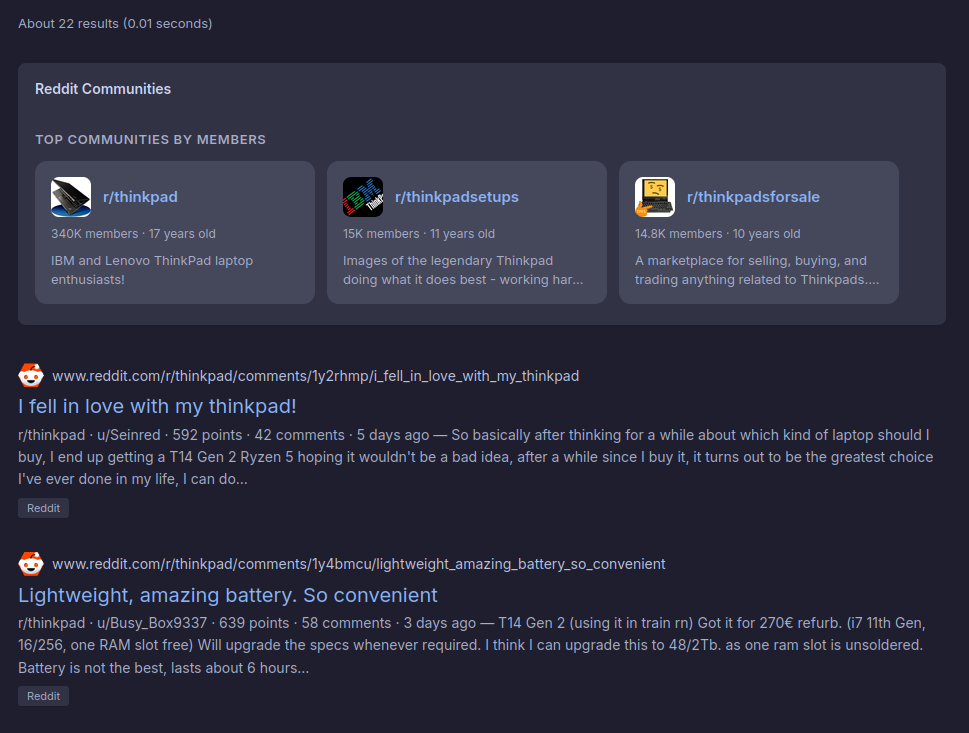 About 22 results (0.01 seconds)
Reddit Communities
TOP COMMUNITIES BY MEMBERS
r/thinkpad
340K members · 17 years old
IBM and Lenovo ThinkPad laptop
enthusiasts!
r/thinkpadsetups
15K members · 11 years old
Images of the legendary Thinkpad
doing what it does best - working har...
r/thinkpadsforsale
14.8K members · 10 years old
A marketplace for selling, buying, and
trading anything related to Thinkpads....
www.reddit.com/r/thinkpad/comments/1y2rhmp/i_fell_in_love_with_my_thinkpad
I fell in love with my thinkpad!
r/thinkpad · u/Seinred · 592 points · 42 comments · 5 days ago — So basically after thinking for a while about which kind of laptop should I
buy, I end up getting a T14 Gen 2 Ryzen 5 hoping it wouldn't be a bad idea, after a while since I buy it, it turns out to be the greatest choice
I've ever done in my life, I can do...
Reddit
www.reddit.com/r/thinkpad/comments/1y4bmcu/lightweight_amazing_battery_so_convenient
Lightweight, amazing battery. So convenient
r/thinkpad · u/Busy_Box9337 · 639 points · 58 comments · 3 days ago — T14 Gen 2 (using it in train rn) Got it for 270€ refurb. (i7 11th Gen,
16/256, one RAM slot free) Will upgrade the specs whenever required. I think I can upgrade this to 48/2Tb. as one ram slot is unsoldered.
Battery is not the best, lasts about 6 hours...
Reddit